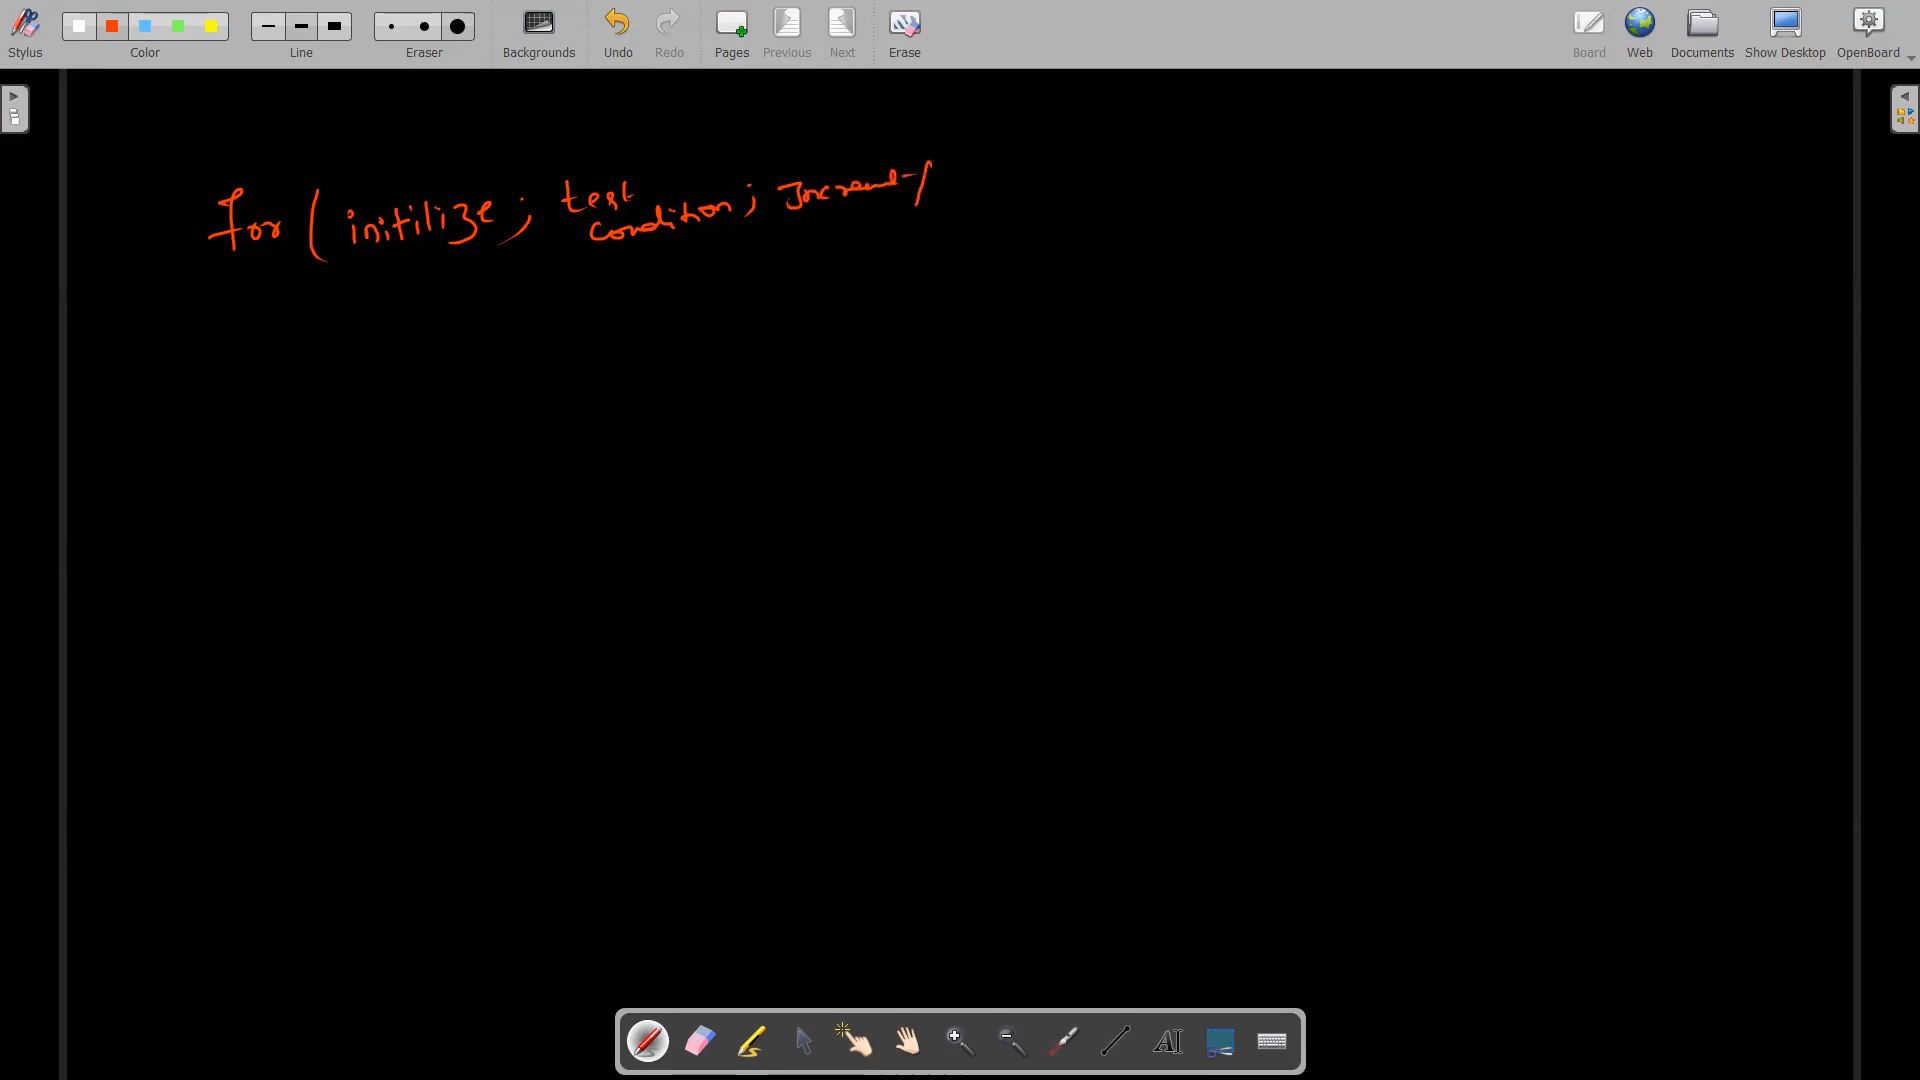 Stylus Color Line Eraser Backgrounds Undo Redo Pages Previous Next Erase Board Web Documents Show Desktop OpenBoard
for ( initilize ; test condition ; Increment /